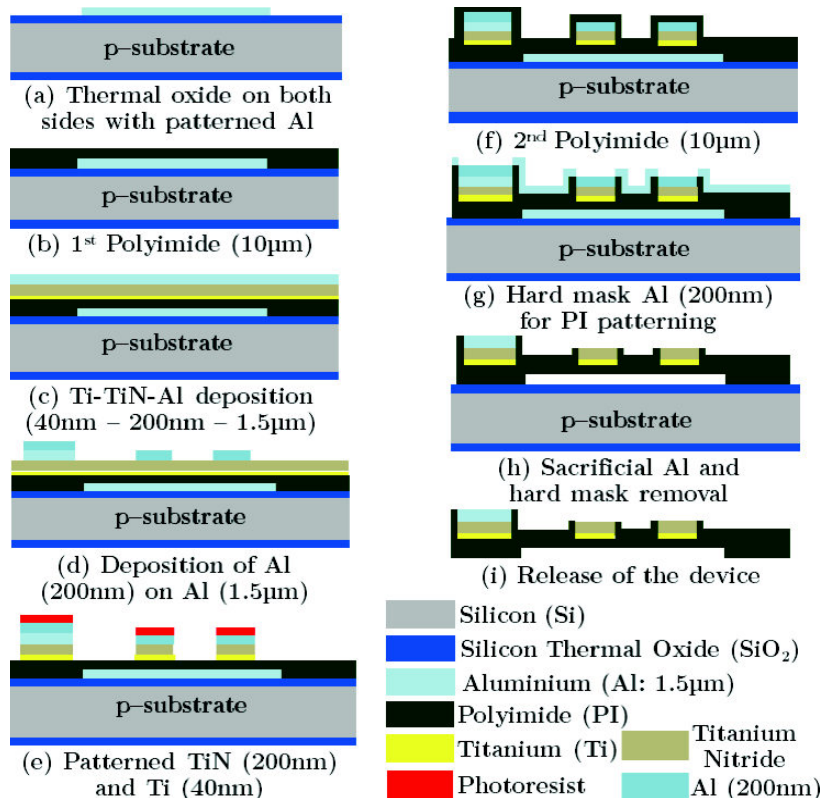 p–substrate
(a) Thermal oxide on both
sides with patterned Al
p–substrate
(b) 1st Polyimide (10µm)
p–substrate
(c) Ti-TiN-Al deposition
(40nm – 200nm – 1.5µm)
p–substrate
(d) Deposition of Al
(200nm) on Al (1.5µm)
p–substrate
(e) Patterned TiN (200nm)
and Ti (40nm)
p–substrate
(f) 2nd Polyimide (10µm)
p–substrate
(g) Hard mask Al (200nm)
for PI patterning
p–substrate
(h) Sacrificial Al and
hard mask removal
(i) Release of the device
Silicon (Si)
Silicon Thermal Oxide (SiO₂)
Aluminium (Al: 1.5µm)
Polyimide (PI)
Titanium (Ti)
Titanium
Nitride
Photoresist
Al (200nm)